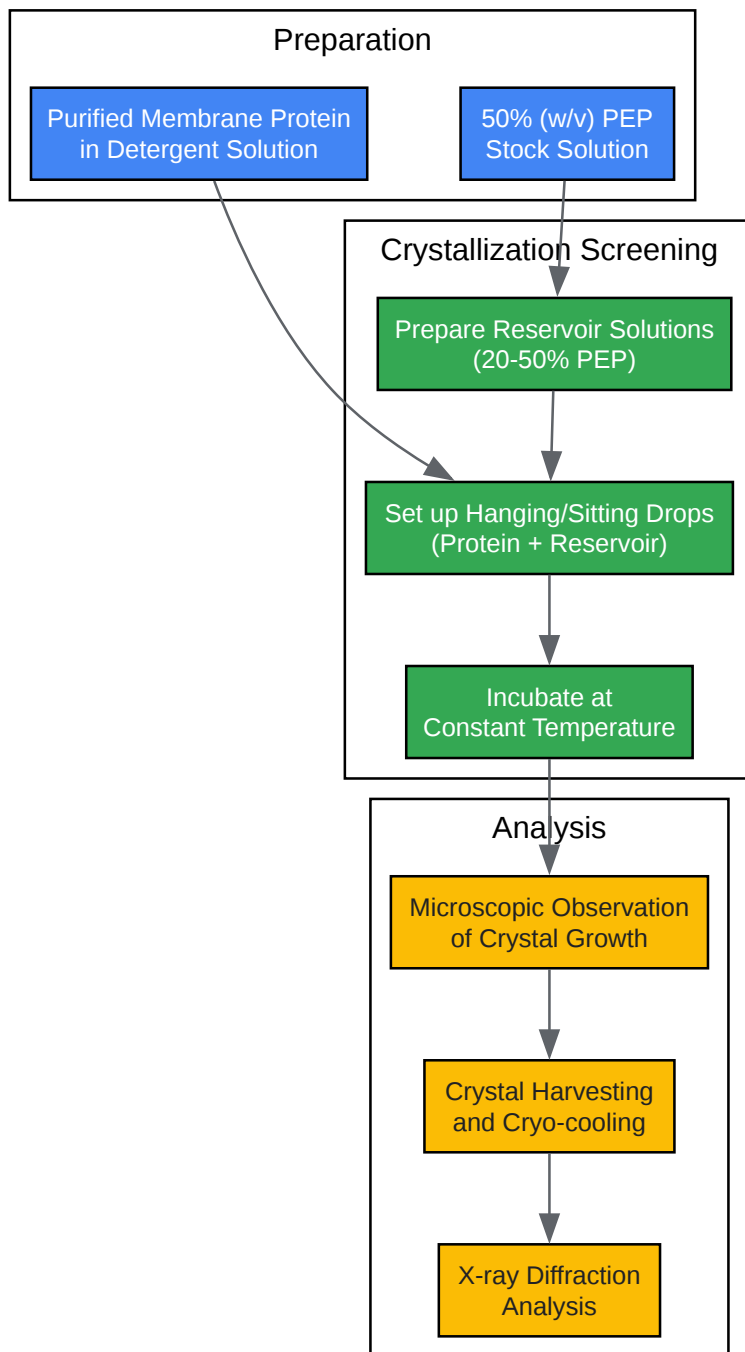 Preparation
Purified Membrane Protein
in Detergent Solution
50% (w/v) PEP
Stock Solution
Crystallization Screening
Prepare Reservoir Solutions
(20-50% PEP)
Set up Hanging/Sitting Drops
(Protein + Reservoir)
Incubate at
Constant Temperature
Analysis
Microscopic Observation
of Crystal Growth
Crystal Harvesting
and Cryo-cooling
X-ray Diffraction
Analysis